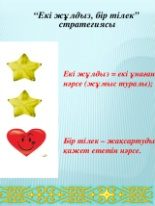 “Екі жұлдыз, бір тілек”
стратегиясы
Екі жұлдыз = екі ұнаған
нәрсе (жұмыс туралы);
Бір тілек – жақсартуды
қажет ететін нәрсе.